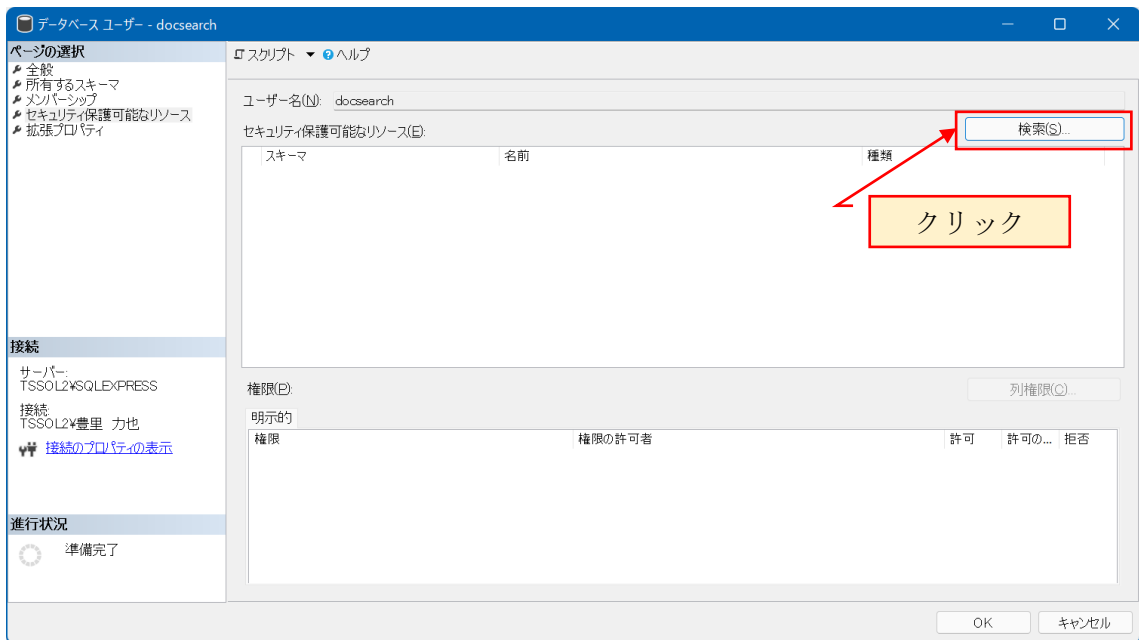 データベース ユーザー - docsearch
ページの選択
全般
所有するスキーマ
メンバーシップ
セキュリティ保護可能なリソース
拡張プロパティ
接続
サーバー:
TSSOL2¥SQLEXPRESS
接続:
TSSOL2¥豊里 力也
接続のプロパティの表示
進行状況
準備完了
スクリプト ヘルプ
ユーザー名(N): docsearch
セキュリティ保護可能なリソース(E):
検索(S)...
スキーマ 名前 種類
クリック
権限(P):
列権限(C)...
明示的
権限 権限の許可者 許可 許可の... 拒否
OK キャンセル